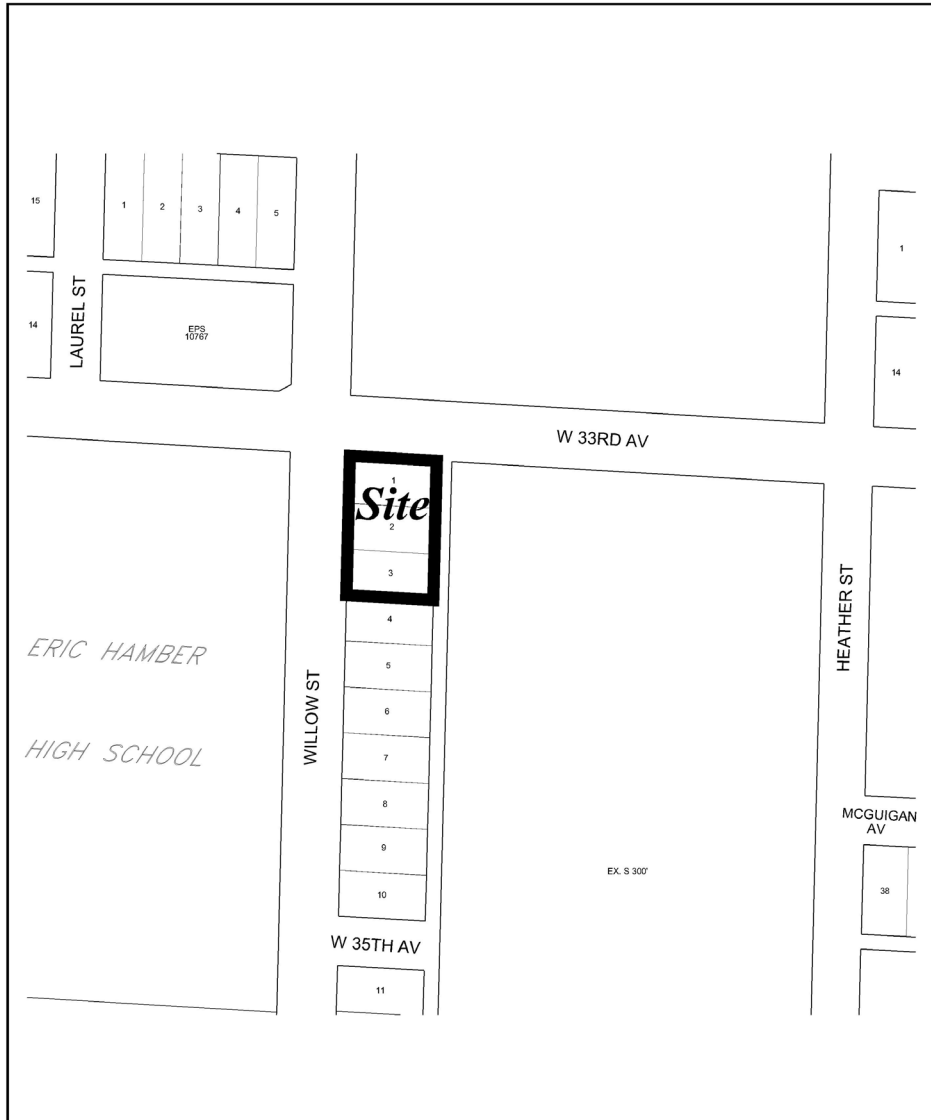 15
1
2
3
4
5
1
LAUREL ST
14
EPS
10767
14
W 33RD AV
1
Site
2
3
4
5
6
7
8
9
10
ERIC HAMBER
HIGH SCHOOL
WILLOW ST
HEATHER ST
MCGUIGAN
AV
EX. S 300'
38
W 35TH AV
11